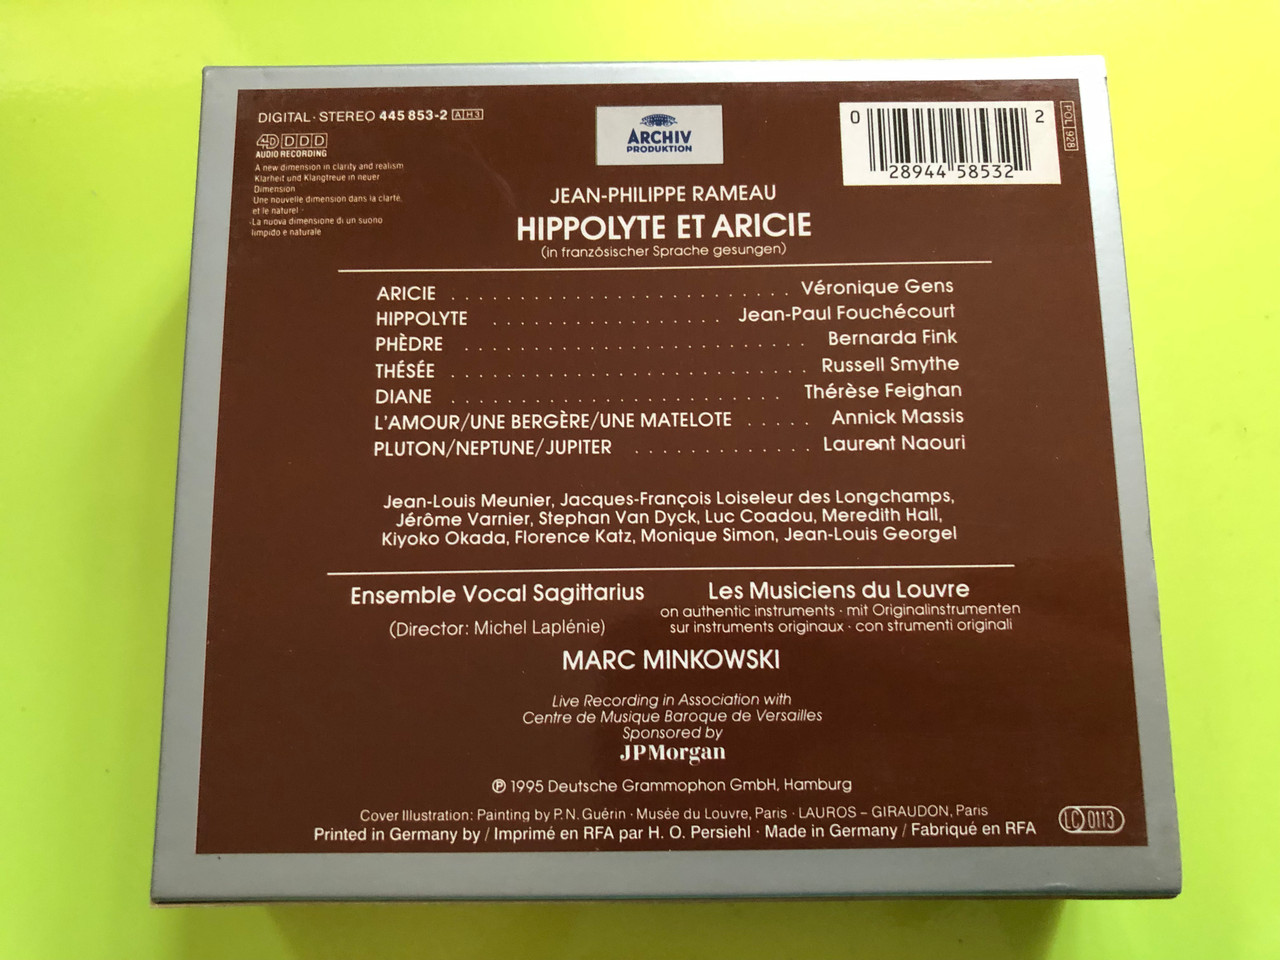 DIGITAL · STEREO 445 853-2 AH3
4D DDD
AUDIO RECORDING
A new dimension in clarity and realism
Klarheit und Klangtreue in neuer
Dimension
Une nouvelle dimension dans la clarté
et le naturel ·
·La nuova dimensione di un suono
limpido e naturale
ARCHIV
PRODUKTION
0 28944 58532 2
POL 928
JEAN-PHILIPPE RAMEAU
HIPPOLYTE ET ARICIE
(in französischer Sprache gesungen)
ARICIE . . . . . . . . . . . . . . . . . . . . . . . . . Véronique Gens
HIPPOLYTE . . . . . . . . . . . . . . . . . Jean-Paul Fouchécourt
PHÈDRE . . . . . . . . . . . . . . . . . . . . . . . . . Bernarda Fink
THÉSÉE . . . . . . . . . . . . . . . . . . . . . . . . . . Russell Smythe
DIANE . . . . . . . . . . . . . . . . . . . . . . . . Thérèse Feighan
L'AMOUR/UNE BERGÈRE/UNE MATELOTE . . . . . Annick Massis
PLUTON/NEPTUNE/JUPITER . . . . . . . . . . . . . Laurent Naouri
Jean-Louis Meunier, Jacques-François Loiseleur des Longchamps,
Jérôme Varnier, Stephan Van Dyck, Luc Coadou, Meredith Hall,
Kiyoko Okada, Florence Katz, Monique Simon, Jean-Louis Georgel
Ensemble Vocal Sagittarius
(Director: Michel Laplénie)
Les Musiciens du Louvre
on authentic instruments · mit Originalinstrumenten
sur instruments originaux · con strumenti originali
MARC MINKOWSKI
Live Recording in Association with
Centre de Musique Baroque de Versailles
Sponsored by
JPMorgan
℗ 1995 Deutsche Grammophon GmbH, Hamburg
Cover Illustration: Painting by P. N. Guérin · Musée du Louvre, Paris · LAUROS – GIRAUDON, Paris
Printed in Germany by / Imprimé en RFA par H. O. Persiehl · Made in Germany / Fabriqué en RFA
LC 0113